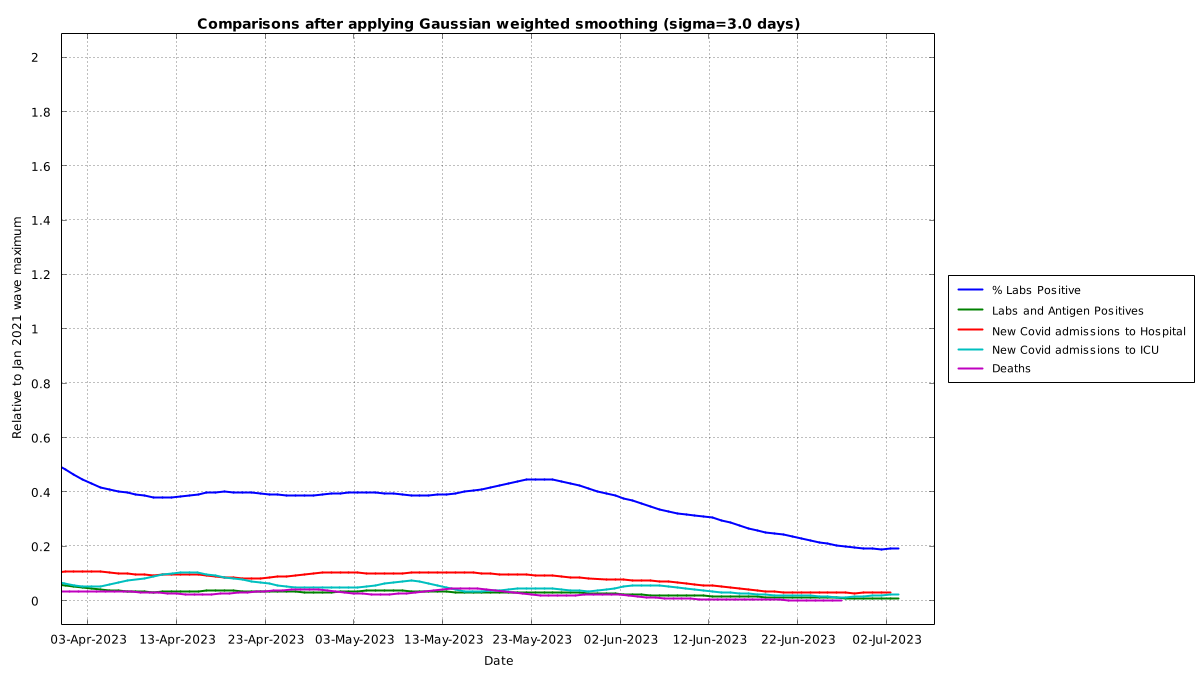 Comparisons after applying Gaussian weighted smoothing (sigma=3.0 days)
Relative to Jan 2021 wave maximum
2
1.8
1.6
1.4
1.2
1
0.8
0.6
0.4
0.2
0
03-Apr-2023 13-Apr-2023 23-Apr-2023 03-May-2023 13-May-2023 23-May-2023 02-Jun-2023 12-Jun-2023 22-Jun-2023 02-Jul-2023
Date
% Labs Positive
Labs and Antigen Positives
New Covid admissions to Hospital
New Covid admissions to ICU
Deaths